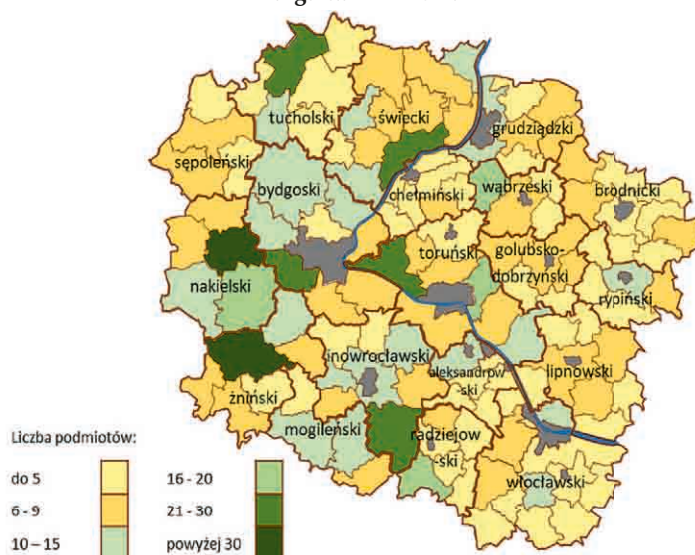 tucholski
świecki
grudziądzki
sępoleński
bydgoski
chełmiński
wąbrzeski
brodnicki
toruński
golubsko-
dobrzyński
nakielski
rypiński
inowrocławski
aleksandrow
-ski
lipnowski
żniński
mogileński
radziejow
-ski
włocławski
Liczba podmiotów:
do 5
16 - 20
6 - 9
21 - 30
10 – 15
powyżej 30